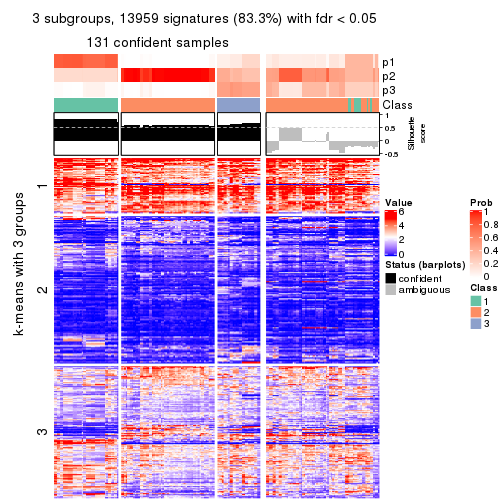 3 subgroups, 13959 signatures (83.3%) with fdr < 0.05
131 confident samples
p1
p2
p3
Class
1
0.5
0
-0.5
Silhouette
score
k-means with 3 groups
1
2
3
Value
6
4
2
0
Status (barplots)
confident
ambiguous
Prob
1
0.8
0.6
0.4
0.2
0
Class
1
2
3